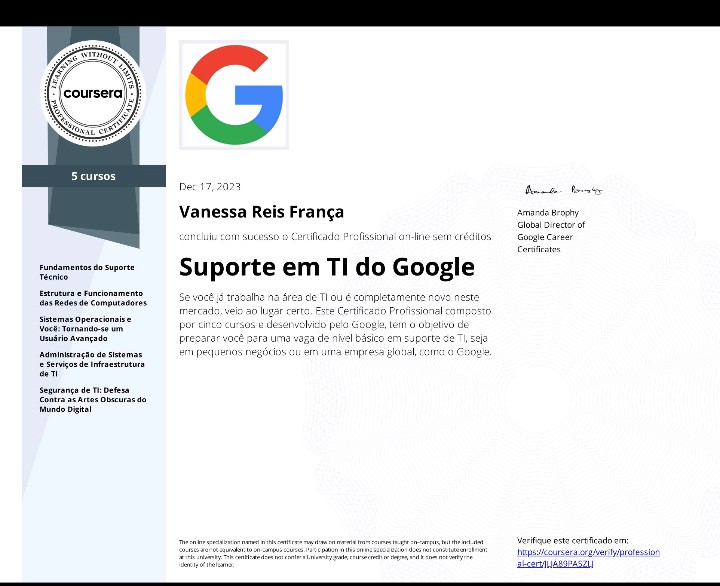 LEARNING WITHOUT LIMITS
coursera
PROFESSIONAL CERTIFICATE
5 cursos
Fundamentos do Suporte
Técnico
Estrutura e Funcionamento
das Redes de Computadores
Sistemas Operacionais e
Você: Tornando-se um
Usuário Avançado
Administração de Sistemas
e Serviços de Infraestrutura
de TI
Segurança de TI: Defesa
Contra as Artes Obscuras do
Mundo Digital
G
Dec 17, 2023
Vanessa Reis França
concluiu com sucesso o Certificado Profissional on-line sem créditos
Suporte em TI do Google
Se você já trabalha na área de TI ou é completamente novo neste
mercado, veio ao lugar certo. Este Certificado Profissional composto
por cinco cursos e desenvolvido pelo Google, tem o objetivo de
preparar você para uma vaga de nível básico em suporte de TI, seja
em pequenos negócios ou em uma empresa global, como o Google.
Amanda Brophy
Global Director of
Google Career
Certificates
The online specialization named in this certificate may draw on material from courses taught on-campus, but the included
courses are not equivalent to on-campus courses. Participation in this online specialization does not constitute enrollment
at this university. This certificate does not confer a University grade, course credit or degree, and it does not verify the
identity of the learner.
Verifique este certificado em:
https://coursera.org/verify/profession
al-cert/JLJA89PASZLJ